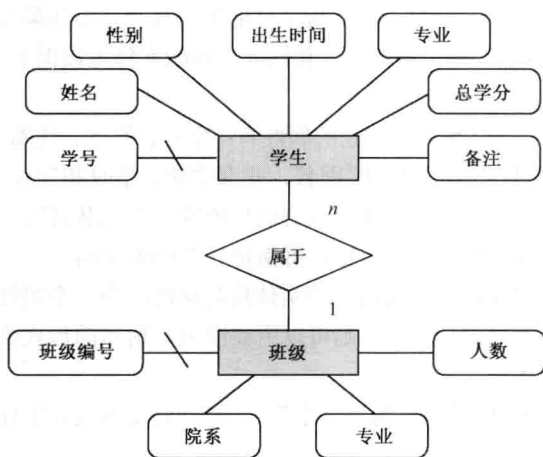 性别 出生时间 专业
姓名 总学分
学号 学生 备注
n
属于
1
班级编号 班级 人数
院系 专业